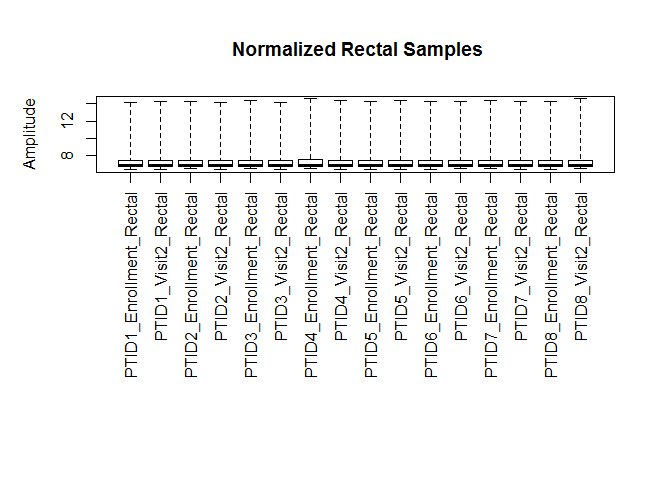 Normalized Rectal Samples
Amplitude
12
8
PTID1_Enrollment_Rectal
PTID1_Visit2_Rectal
PTID2_Enrollment_Rectal
PTID2_Visit2_Rectal
PTID3_Enrollment_Rectal
PTID3_Visit2_Rectal
PTID4_Enrollment_Rectal
PTID4_Visit2_Rectal
PTID5_Enrollment_Rectal
PTID5_Visit2_Rectal
PTID6_Enrollment_Rectal
PTID6_Visit2_Rectal
PTID7_Enrollment_Rectal
PTID7_Visit2_Rectal
PTID8_Enrollment_Rectal
PTID8_Visit2_Rectal